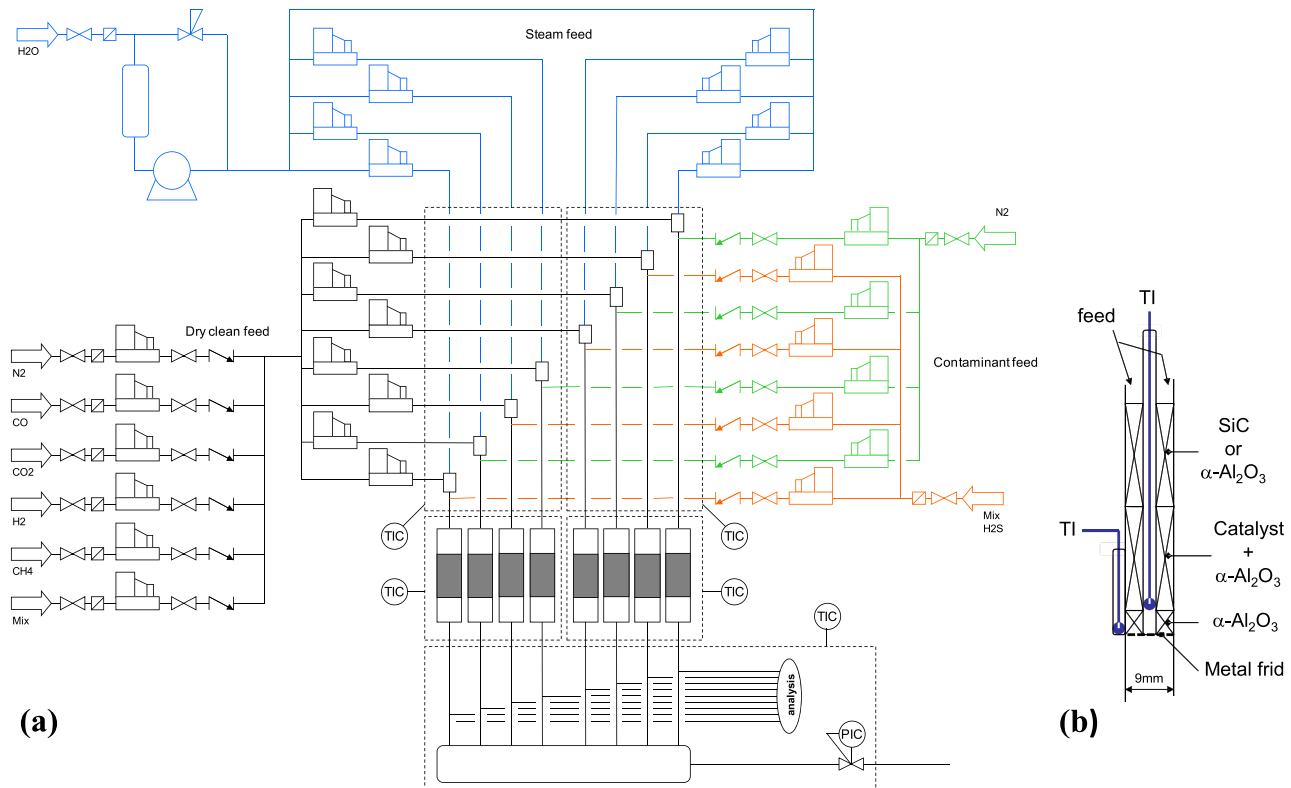 H2O
Steam feed
N2
Dry clean feed
N2
CO
CO2
H2
CH4
Mix
Contaminant feed
Mix
H2S
TIC
TIC
TIC
TIC
TIC
analysis
PIC
(a)
TI
feed
SiC
or
α-Al2O3
TI
Catalyst
+
α-Al2O3
α-Al2O3
Metal frid
9mm
(b)